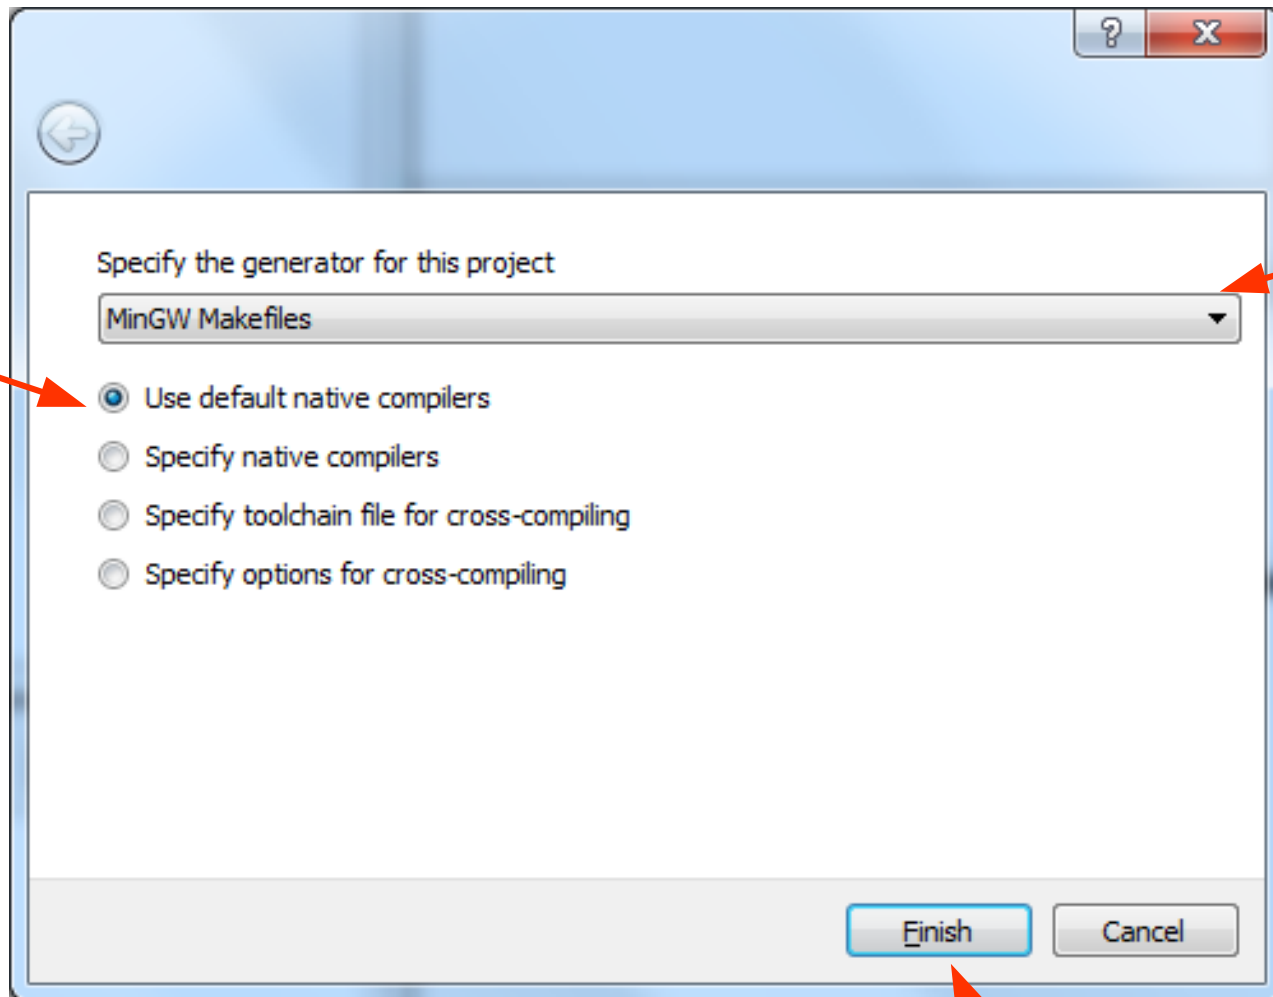 Specify the generator for this project
MinGW Makefiles
Use default native compilers
Specify native compilers
Specify toolchain file for cross-compiling
Specify options for cross-compiling
Finish Cancel